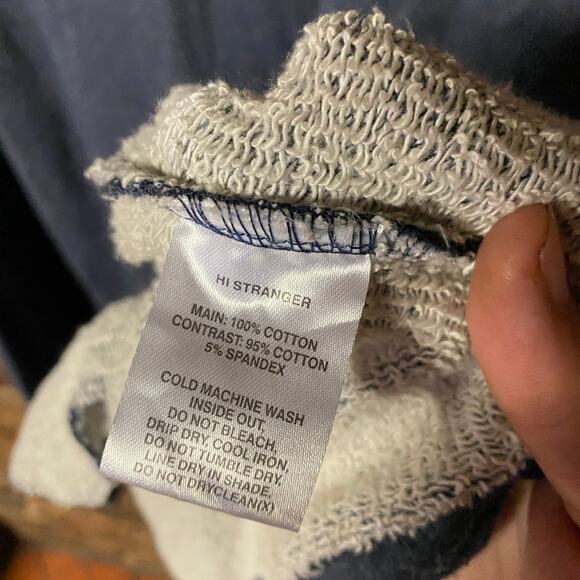 HI STRANGER
MAIN: 100% COTTON
CONTRAST: 95% COTTON
5% SPANDEX
COLD MACHINE WASH
INSIDE OUT,
DO NOT BLEACH,
DRIP DRY, COOL IRON,
DO NOT TUMBLE DRY,
LINE DRY IN SHADE.
DO NOT DRYCLEAN(X)